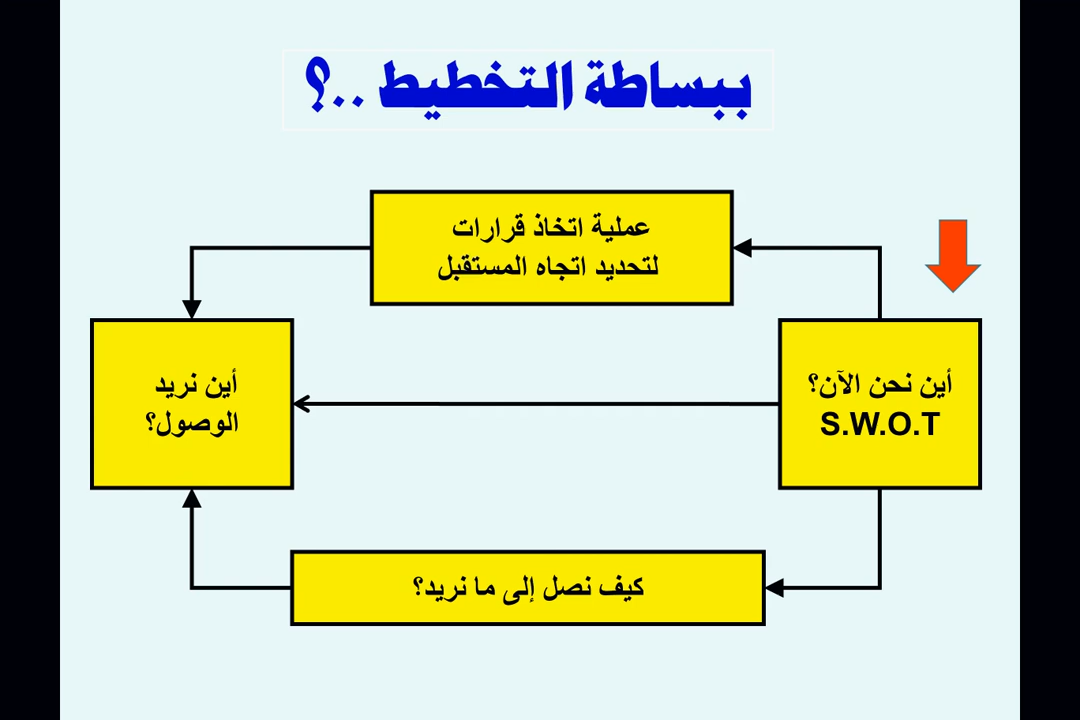 ببساطة التخطيط ..؟
عملية اتخاذ قرارات
لتحديد اتجاه المستقبل
أين نحن الآن؟
S.W.O.T
أين نريد
الوصول؟
كيف نصل إلى ما نريد؟